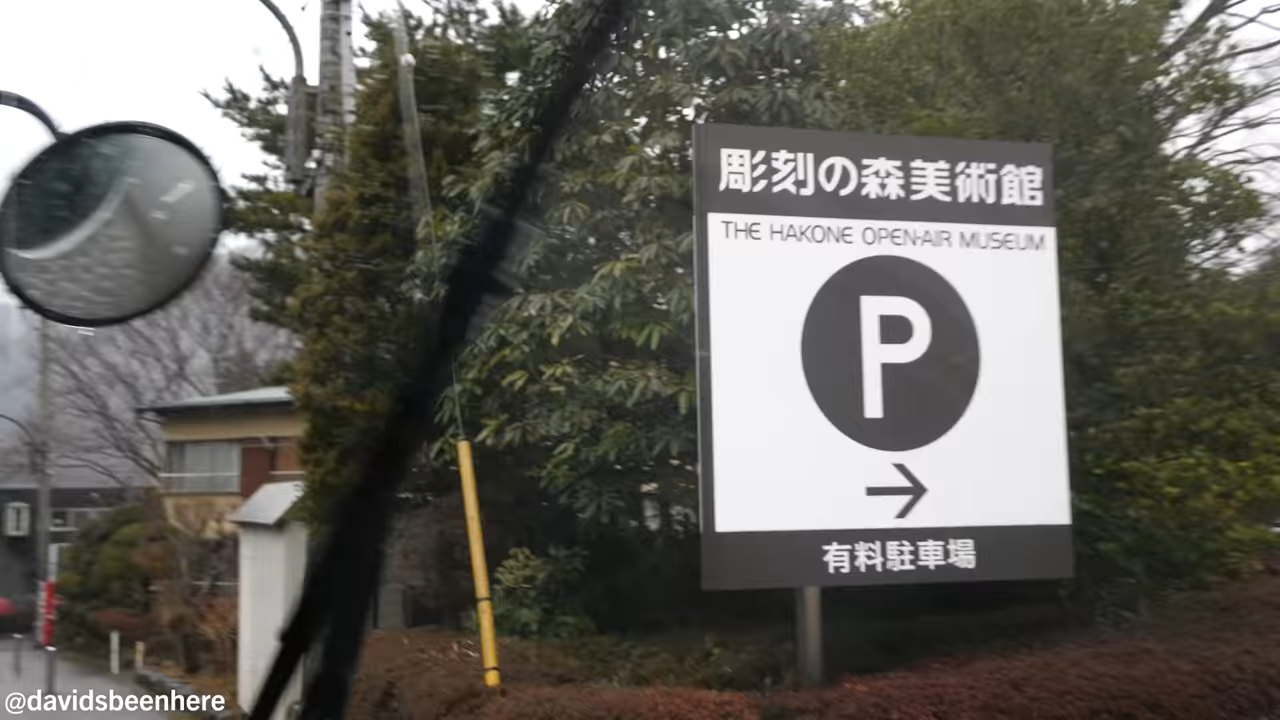 彫刻の森美術館
THE HAKONE OPEN-AIR MUSEUM
P
→
有料駐車場
@davidsbeenhere